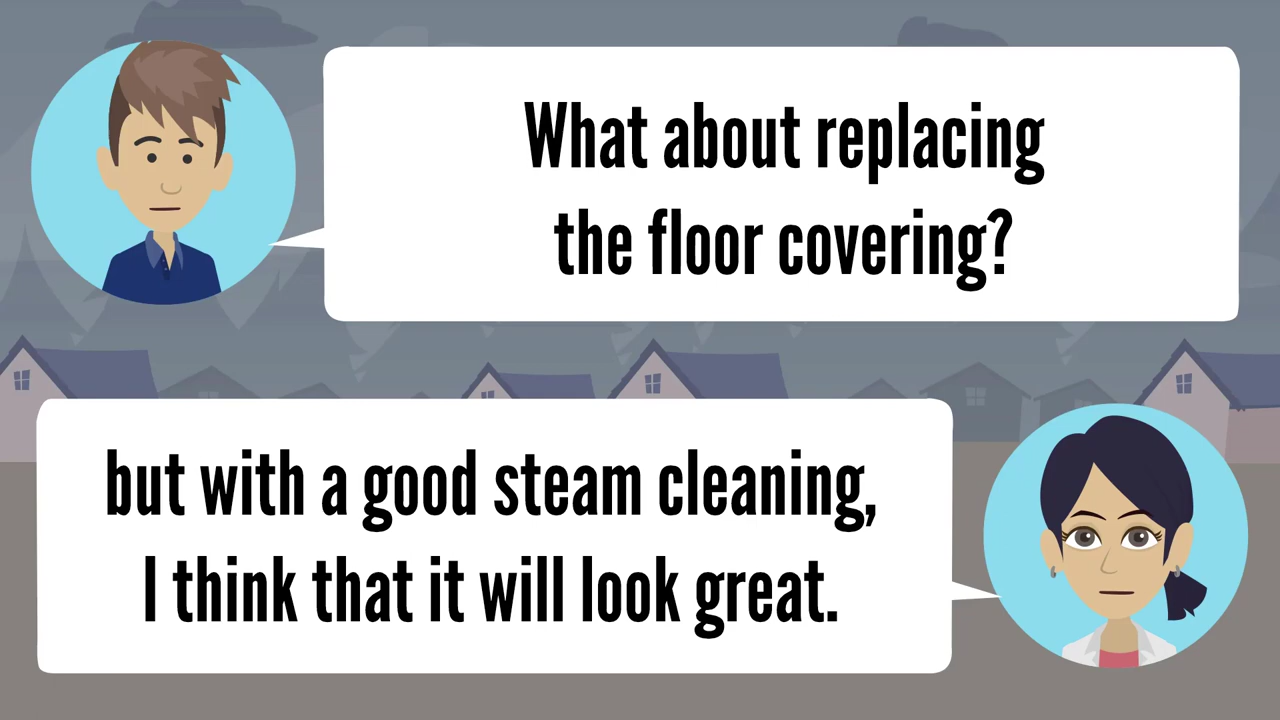 What about replacing
the floor covering?
but with a good steam cleaning,
I think that it will look great.